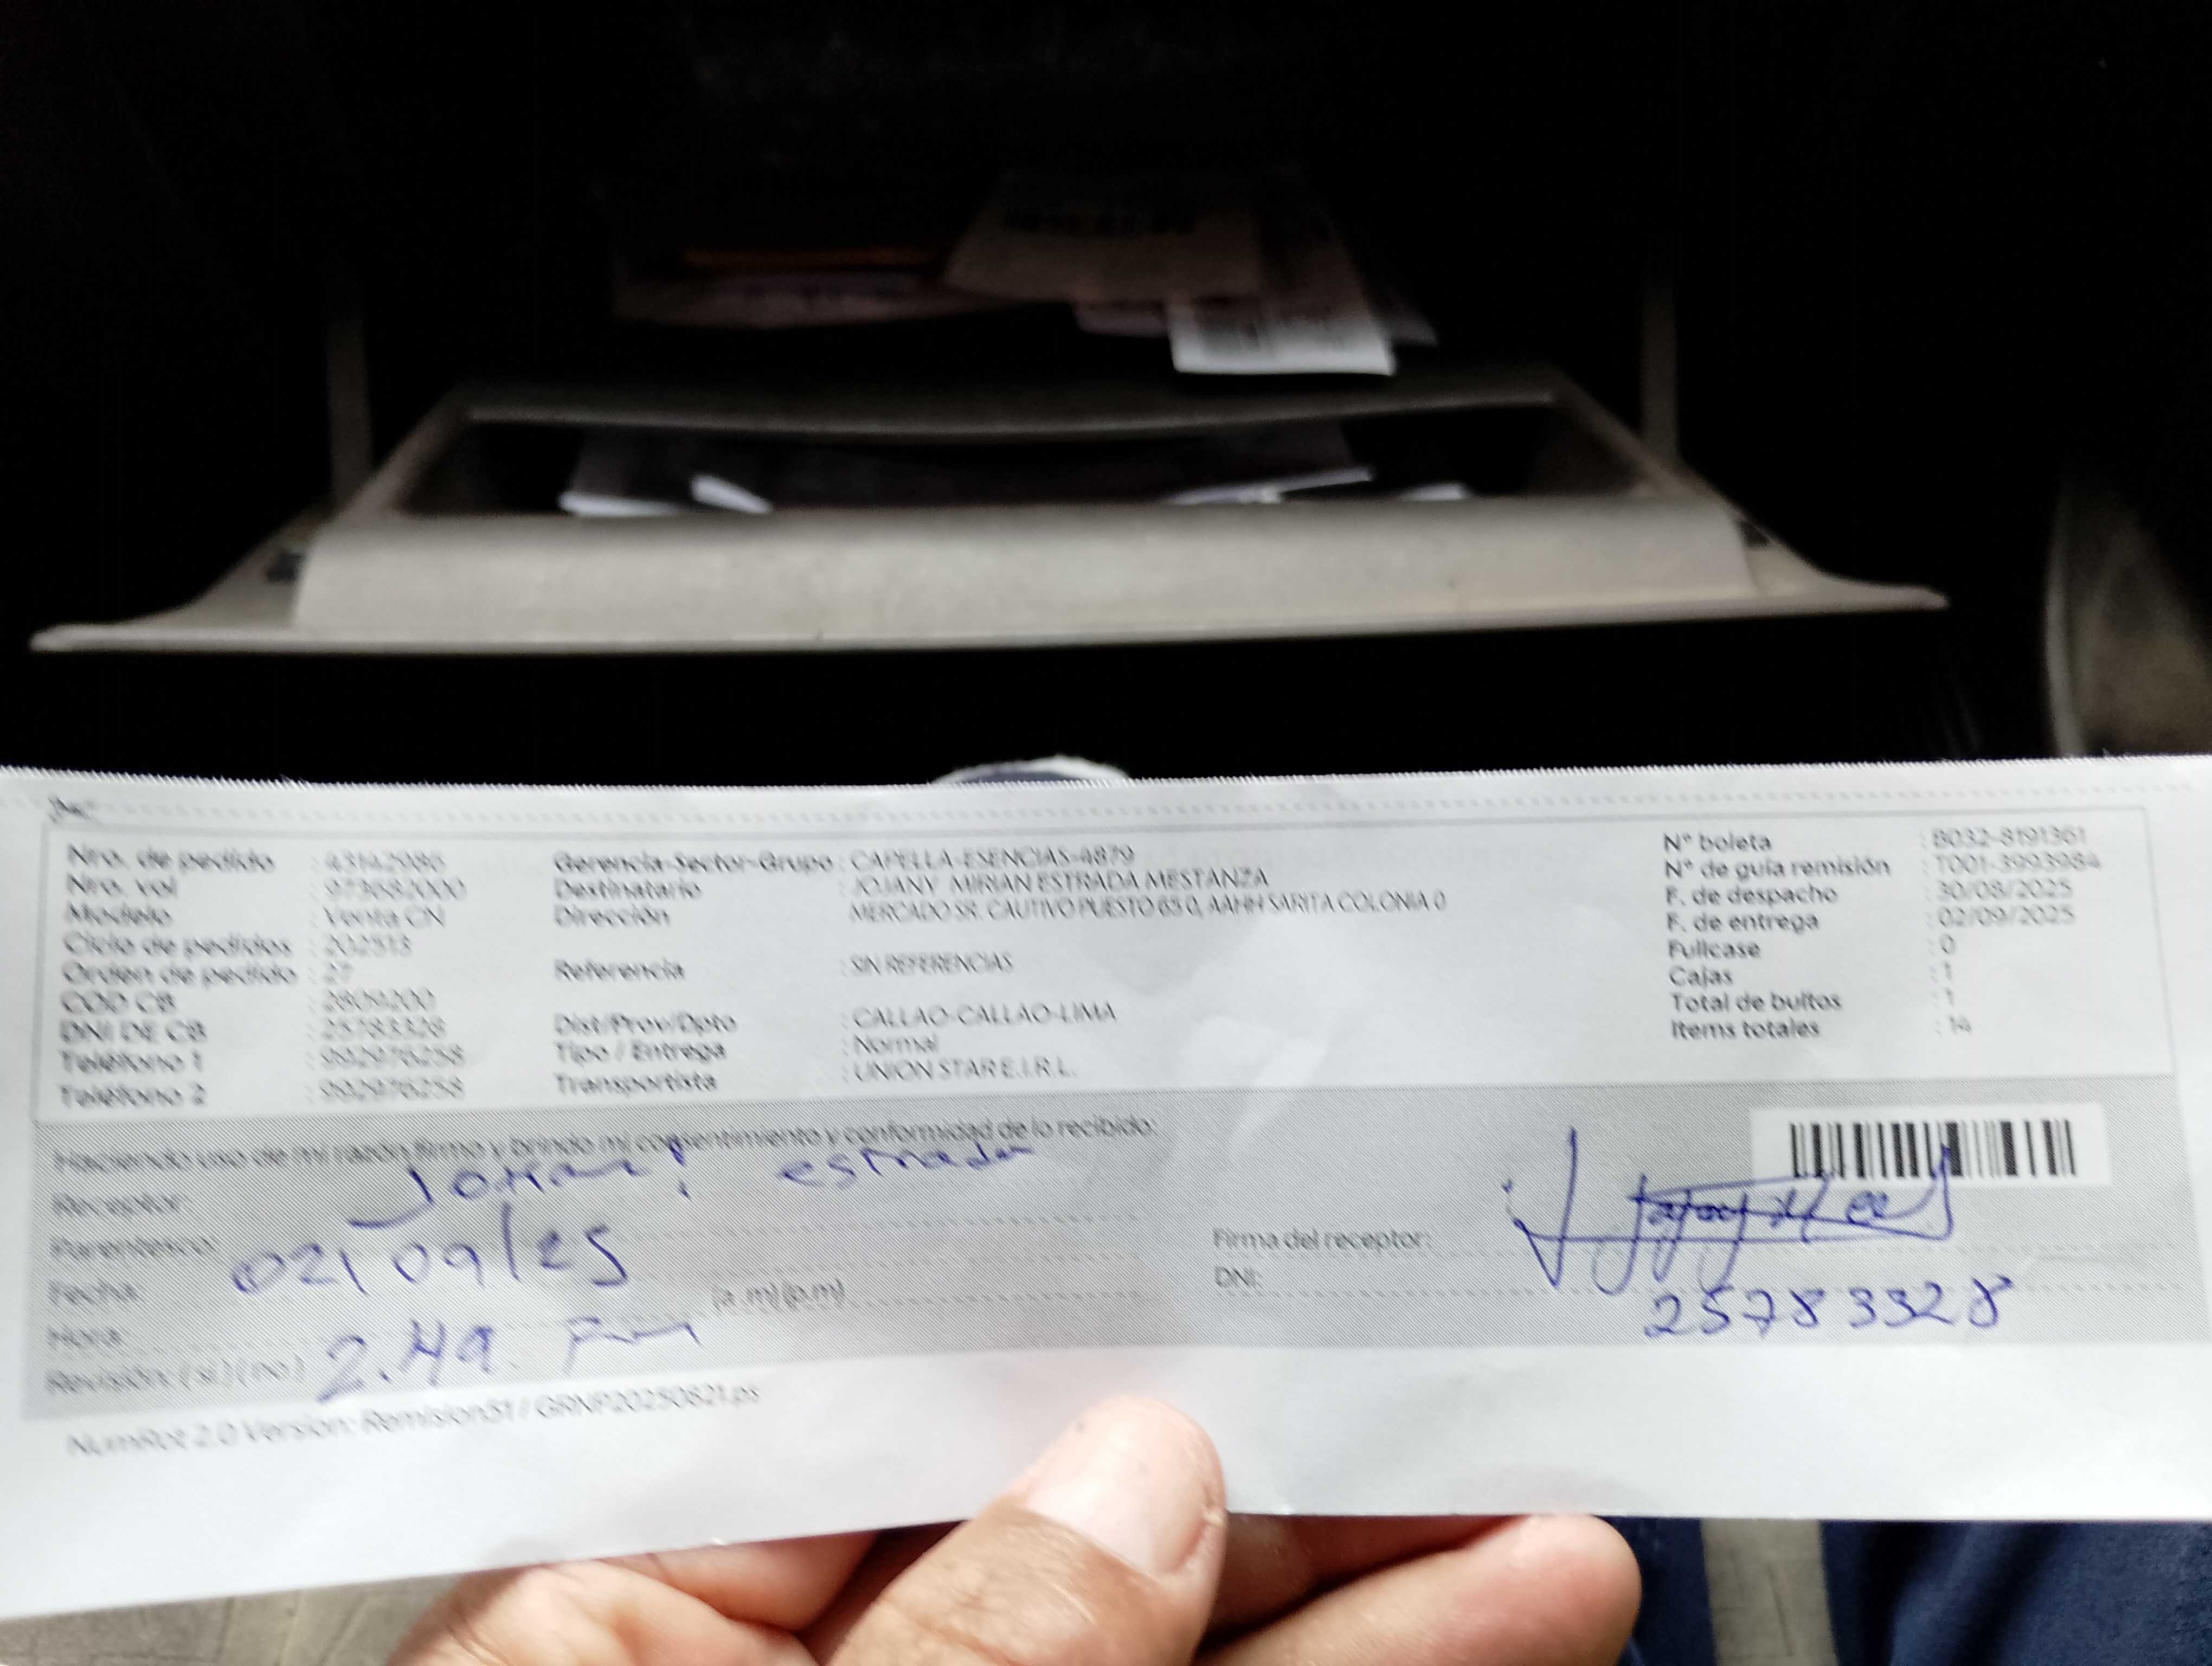 Nro. de pedido : 43142986
Nro. vol : 973682000
Modelo : Venta CN
Ciclo de pedidos : 202513
Orden de pedido : 27
COD CB : 2809200
DNI DE CB : 25783328
Teléfono 1 : 992976258
Teléfono 2 : 992976258
Gerencia-Sector-Grupo : CAPELLA-ESENCIAS-4879
Destinatario : JOJANY MIRIAN ESTRADA MESTANZA
Dirección MERCADO SR. CAUTIVO PUESTO 65 0, AAHH SARITA COLONIA 0
Referencia : SIN REFERENCIAS
Dist/Prov/Dpto : CALLAO-CALLAO-LIMA
Tipo / Entrega : Normal
Transportista : UNION STAR E.I.R.L.
N° boleta : B032-8191361
N° de guía remisión : T001-3993984
F. de despacho : 30/08/2025
F. de entrega : 02/09/2025
Fullcase : 0
Cajas : 1
Total de bultos : 1
Items totales : 14
Haciendo uso de mi razón firmo y brindo mi consentimiento y conformidad de lo recibido:
Receptor: estrada
Parentesco:
Fecha: 02/09/25
Hora: 2.49 Pm (a.m)(p.m)
Revisión: (si) (no)
Firma del receptor:
DNI: 25783328
NumRot 2.0 Version: Remision51 / GRNP20250821.ps